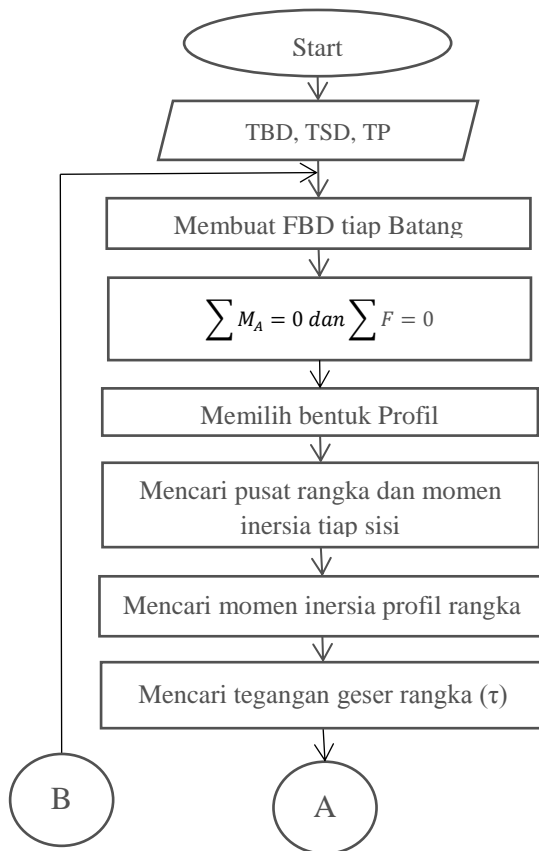 Start
TBD, TSD, TP
Membuat FBD tiap Batang
∑ M_A = 0 dan ∑ F = 0
Memilih bentuk Profil
Mencari pusat rangka dan momen
inersia tiap sisi
Mencari momen inersia profil rangka
Mencari tegangan geser rangka (τ)
B
A